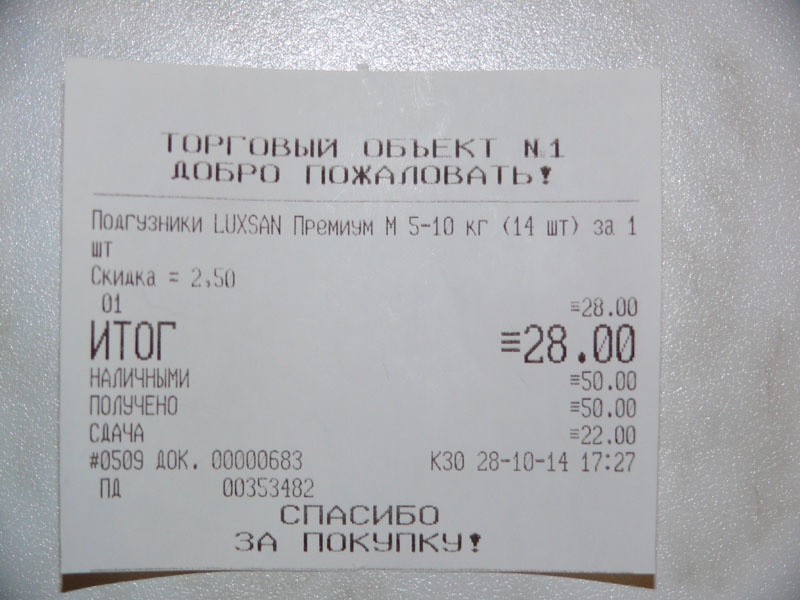 ТОРГОВЫЙ ОБЪЕКТ №1
ДОБРО ПОЖАЛОВАТЬ!
Подгузники LUXSAN Премиум М 5-10 кг (14 шт) за 1
шт
Скидка = 2,50
01 ≡28.00
ИТОГ ≡28.00
НАЛИЧНЫМИ ≡50.00
ПОЛУЧЕНО ≡50.00
СДАЧА ≡22.00
#0509 ДОК. 00000683 КЗО 28-10-14 17:27
ПД 00353482
СПАСИБО
ЗА ПОКУПКУ!